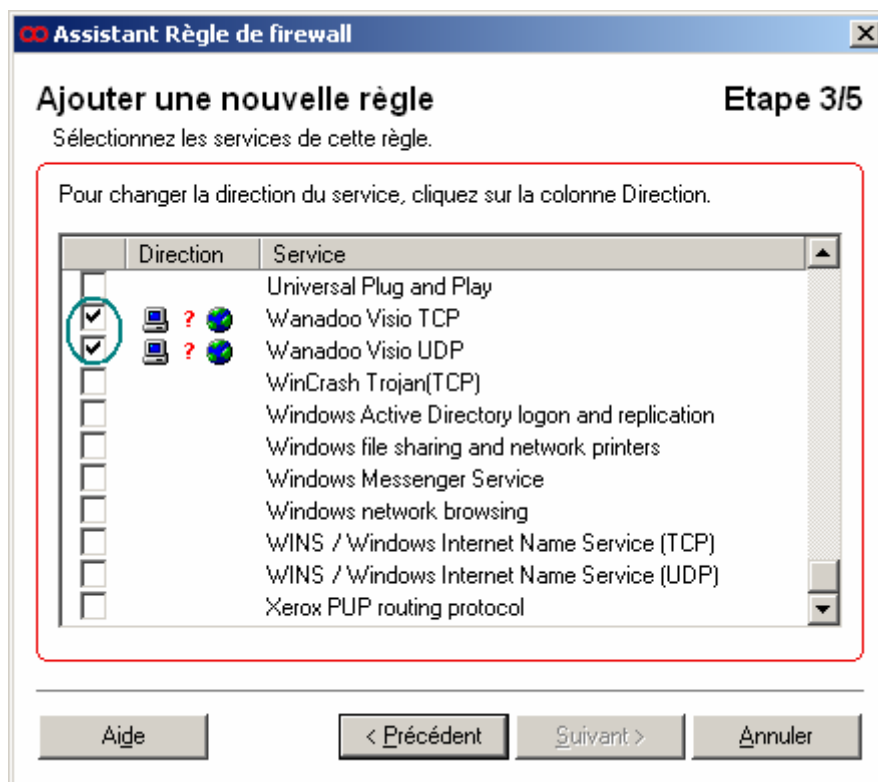 Assistant Règle de firewall
Ajouter une nouvelle règle Etape 3/5
Sélectionnez les services de cette règle.
Pour changer la direction du service, cliquez sur la colonne Direction.
Direction Service
Universal Plug and Play
? Wanadoo Visio TCP
? Wanadoo Visio UDP
WinCrash Trojan(TCP)
Windows Active Directory logon and replication
Windows file sharing and network printers
Windows Messenger Service
Windows network browsing
WINS / Windows Internet Name Service (TCP)
WINS / Windows Internet Name Service (UDP)
Xerox PUP routing protocol
Aide < Précédent Suivant > Annuler